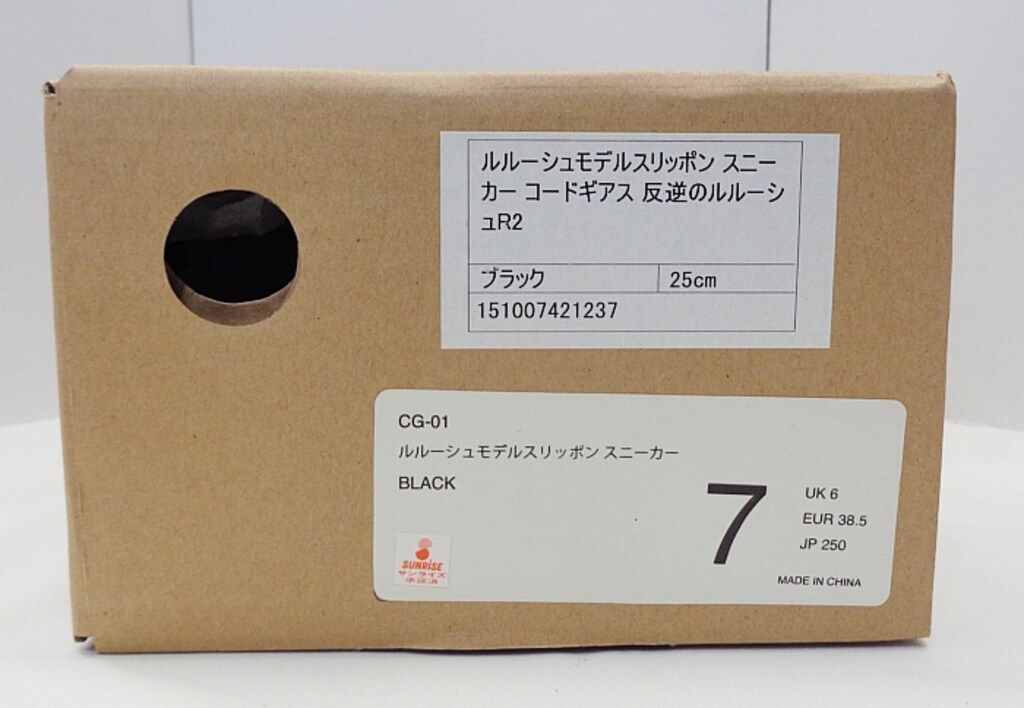 ルルーシュモデルスリッポン スニー
カー コードギアス 反逆のルルーシ
ュR2
ブラック 25cm
151007421237
CG-01
ルルーシュモデルスリッポン スニーカー
BLACK
7
UK 6
EUR 38.5
JP 250
SUNRISE
サンライズ
承認済
MADE IN CHINA